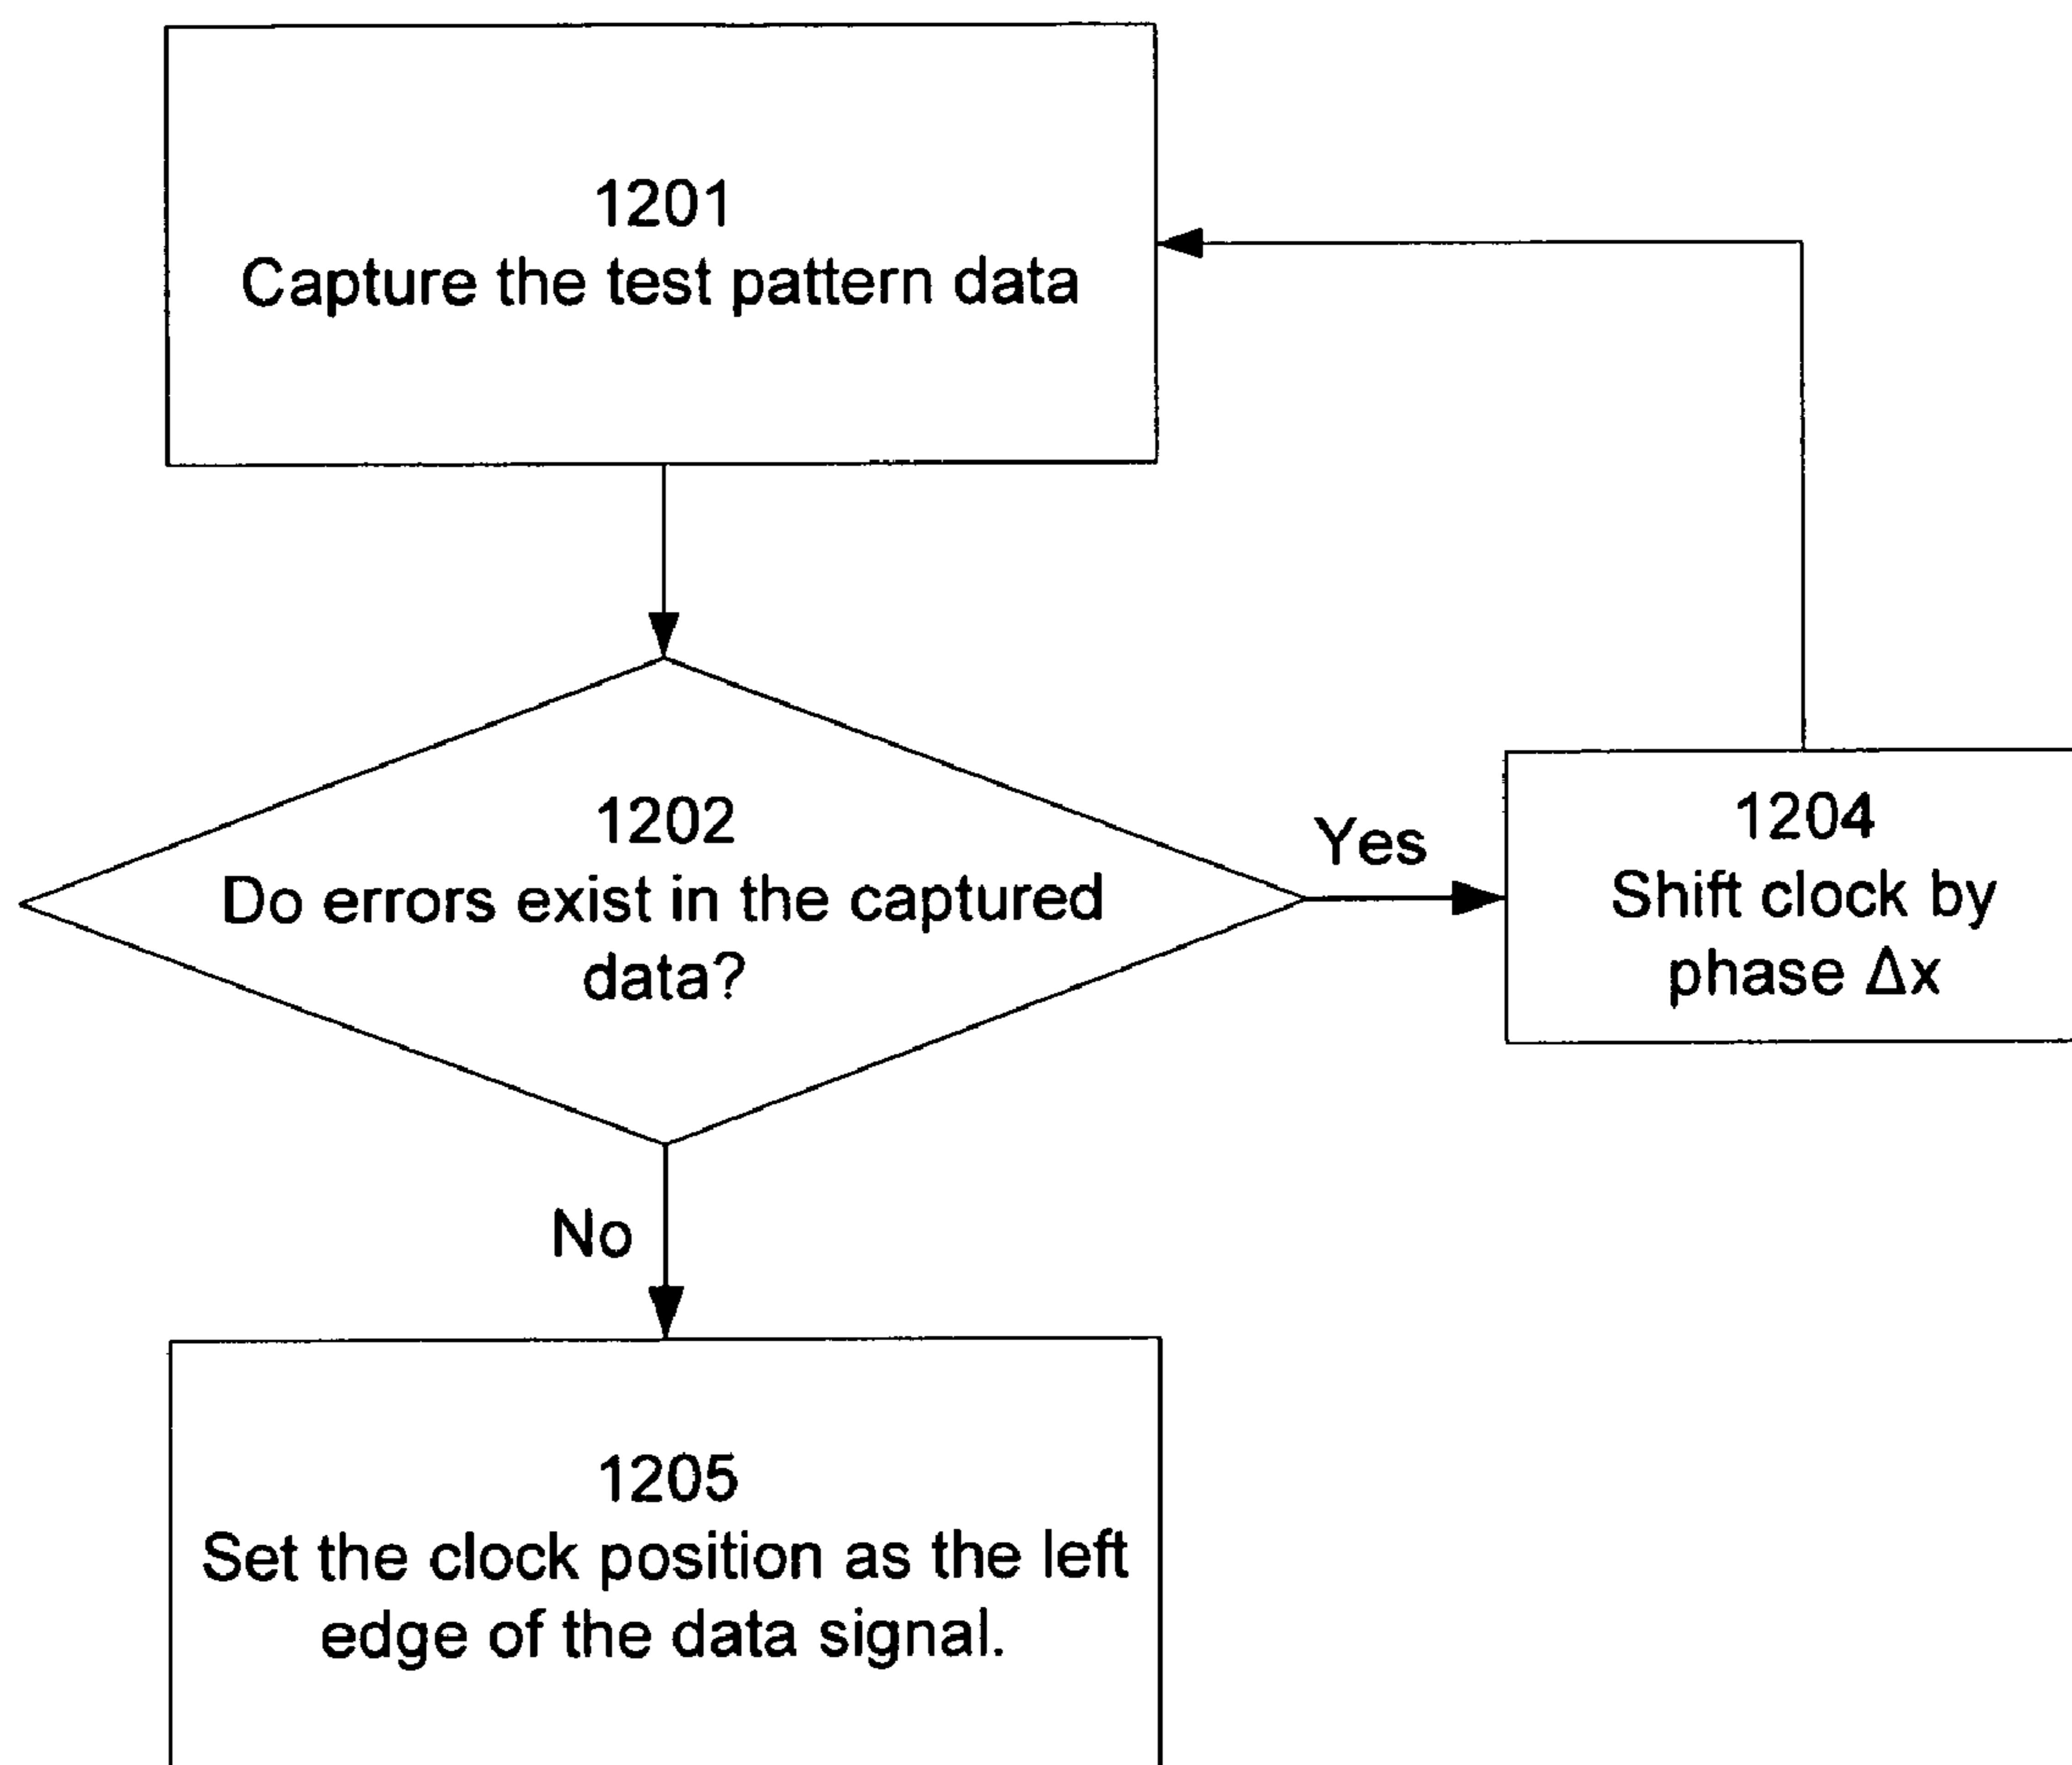 1201
Capture the test pattern data
1202
Do errors exist in the captured
data?
Yes
1204
Shift clock by
phase Δx
No
1205
Set the clock position as the left
edge of the data signal.